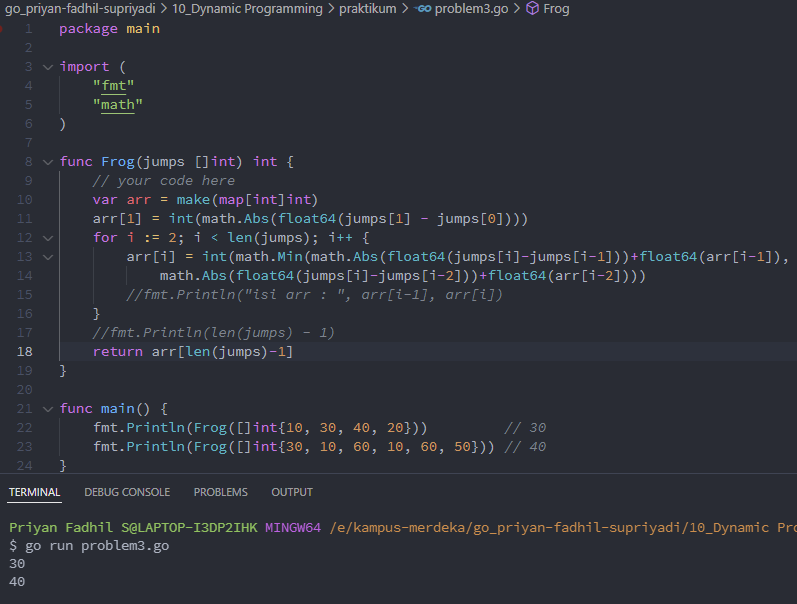 go_priyan-fadhil-supriyadi > 10_Dynamic Programming > praktikum > GO problem3.go > Frog
1 package main
2
3 import (
4 "fmt"
5 "math"
6 )
7
8 func Frog(jumps []int) int {
9 // your code here
10 var arr = make(map[int]int)
11 arr[1] = int(math.Abs(float64(jumps[1] - jumps[0])))
12 for i := 2; i < len(jumps); i++ {
13 arr[i] = int(math.Min(math.Abs(float64(jumps[i]-jumps[i-1]))+float64(arr[i-1]),
14 math.Abs(float64(jumps[i]-jumps[i-2]))+float64(arr[i-2])))
15 //fmt.Println("isi arr : ", arr[i-1], arr[i])
16 }
17 //fmt.Println(len(jumps) - 1)
18 return arr[len(jumps)-1]
19 }
20
21 func main() {
22 fmt.Println(Frog([]int{10, 30, 40, 20})) // 30
23 fmt.Println(Frog([]int{30, 10, 60, 10, 60, 50})) // 40
24 }
TERMINAL DEBUG CONSOLE PROBLEMS OUTPUT
Priyan Fadhil S@LAPTOP-I3DP2IHK MINGW64 /e/kampus-merdeka/go_priyan-fadhil-supriyadi/10_Dynamic Pro
$ go run problem3.go
30
40